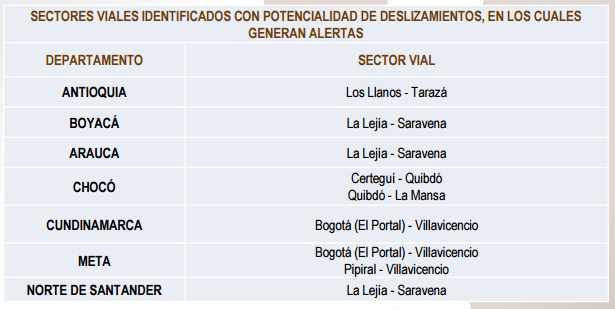 SECTORES VIALES IDENTIFICADOS CON POTENCIALIDAD DE DESLIZAMIENTOS, EN LOS CUALES
GENERAN ALERTAS
DEPARTAMENTO SECTOR VIAL
ANTIOQUIA Los Llanos - Tarazá
BOYACÁ La Lejía - Saravena
ARAUCA La Lejía - Saravena
CHOCÓ Certeguí - Quibdó
Quibdó - La Mansa
CUNDINAMARCA Bogotá (El Portal) - Villavicencio
META Bogotá (El Portal) - Villavicencio
Pipiral - Villavicencio
NORTE DE SANTANDER La Lejía - Saravena